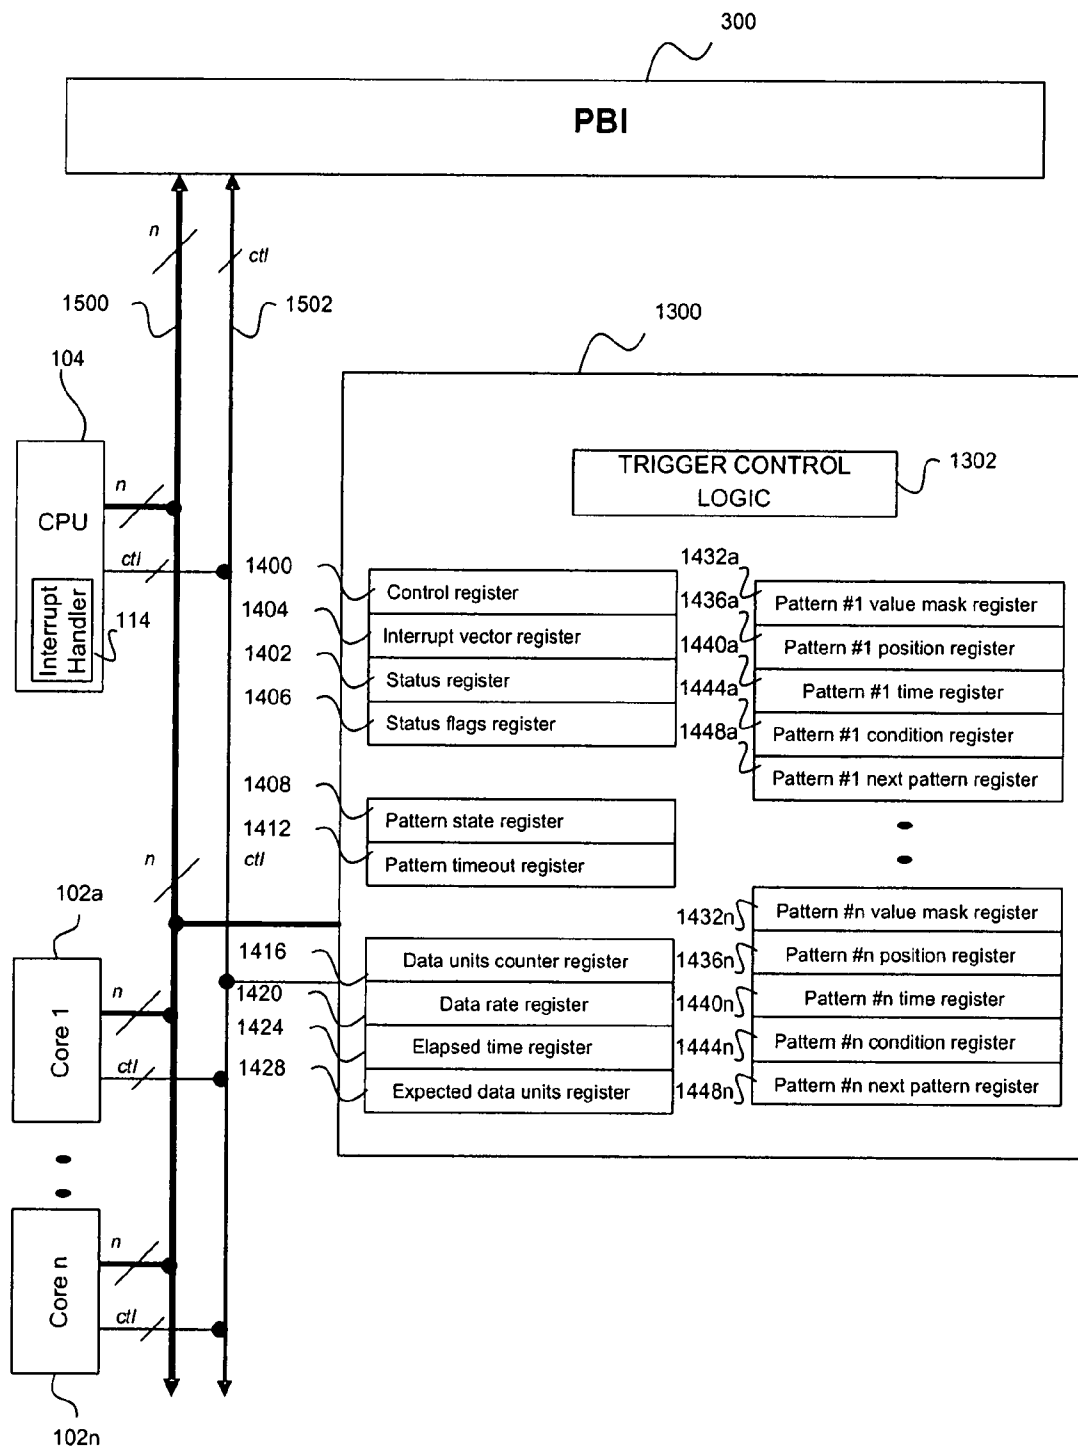 300
PBI
n
ctl
1500
1502
1300
104
TRIGGER CONTROL
LOGIC
1302
n
CPU
ctl
Interrupt
Handler
114
1400
Control register
1404
Interrupt vector register
1402
Status register
1406
Status flags register
1432a
Pattern #1 value mask register
1436a
Pattern #1 position register
1440a
Pattern #1 time register
1444a
Pattern #1 condition register
1448a
Pattern #1 next pattern register
1408
Pattern state register
1412
Pattern timeout register
n
ctl
102a
Core 1
n
ctl
1416
Data units counter register
1420
Data rate register
1424
Elapsed time register
1428
Expected data units register
1432n
Pattern #n value mask register
1436n
Pattern #n position register
1440n
Pattern #n time register
1444n
Pattern #n condition register
1448n
Pattern #n next pattern register
Core n
n
ctl
102n